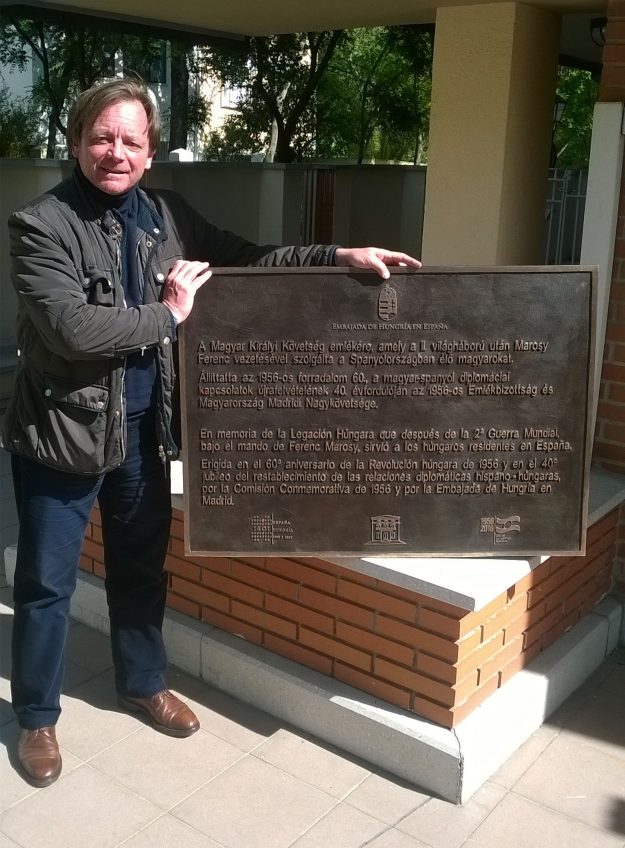 EMBAJADA DE HUNGRÍA EN ESPAÑA
A Magyar Királyi Követség emlékére, amely a II. világháború után Marosy
Ferenc vezetésével szolgálta a Spanyolországban élő magyarokat.
Állíttatta az 1956-os forradalom 60., a magyar-spanyol diplomáciai
kapcsolatok újrafelvételének 40. évfordulóján az 1956-os Emlékbizottság és
Magyarország Madridi Nagykövetsége.
En memoria de la Legación Húngara que después de la 2ª Guerra Mundial,
bajo el mando de Ferenc Marosy, sirvió a los húngaros residentes en España.
Erigida en el 60º aniversario de la Revolución húngara de 1956 y en el 40º
jubileo del restablecimiento de las relaciones diplomáticas hispano-húngaras,
por la Comisión Conmemorativa de 1956 y por la Embajada de Hungría en
Madrid.
ESPAÑA
HUNGRÍA
1956
2016